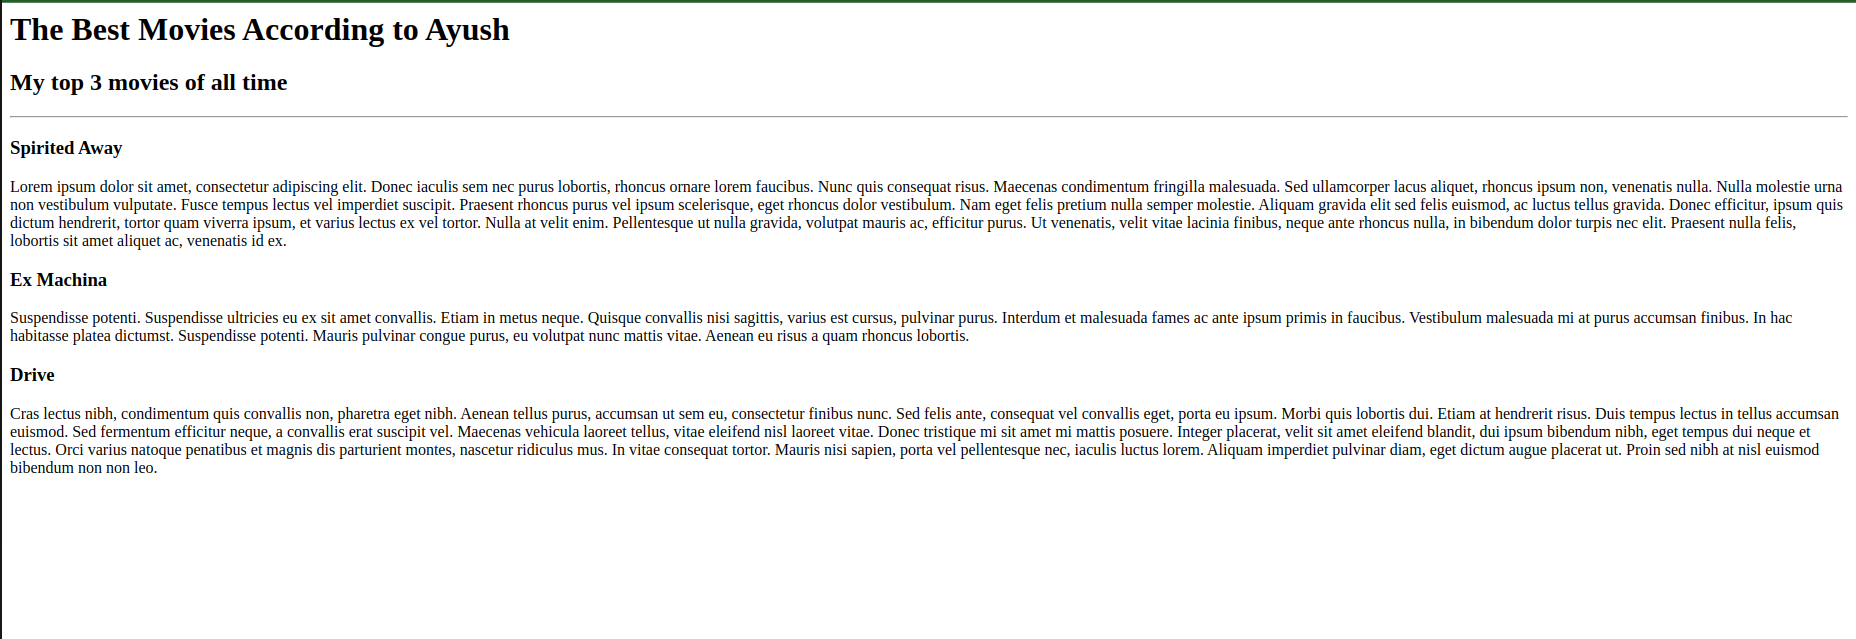 The Best Movies According to Ayush
My top 3 movies of all time
Spirited Away
Lorem ipsum dolor sit amet, consectetur adipiscing elit. Donec iaculis sem nec purus lobortis, rhoncus ornare lorem faucibus. Nunc quis consequat risus. Maecenas condimentum fringilla malesuada. Sed ullamcorper lacus aliquet, rhoncus ipsum non, venenatis nulla. Nulla molestie urna
non vestibulum vulputate. Fusce tempus lectus vel imperdiet suscipit. Praesent rhoncus purus vel ipsum scelerisque, eget rhoncus dolor vestibulum. Nam eget felis pretium nulla semper molestie. Aliquam gravida elit sed felis euismod, ac luctus tellus gravida. Donec efficitur, ipsum quis
dictum hendrerit, tortor quam viverra ipsum, et varius lectus ex vel tortor. Nulla at velit enim. Pellentesque ut nulla gravida, volutpat mauris ac, efficitur purus. Ut venenatis, velit vitae lacinia finibus, neque ante rhoncus nulla, in bibendum dolor turpis nec elit. Praesent nulla felis,
lobortis sit amet aliquet ac, venenatis id ex.
Ex Machina
Suspendisse potenti. Suspendisse ultricies eu ex sit amet convallis. Etiam in metus neque. Quisque convallis nisi sagittis, varius est cursus, pulvinar purus. Interdum et malesuada fames ac ante ipsum primis in faucibus. Vestibulum malesuada mi at purus accumsan finibus. In hac
habitasse platea dictumst. Suspendisse potenti. Mauris pulvinar congue purus, eu volutpat nunc mattis vitae. Aenean eu risus a quam rhoncus lobortis.
Drive
Cras lectus nibh, condimentum quis convallis non, pharetra eget nibh. Aenean tellus purus, accumsan ut sem eu, consectetur finibus nunc. Sed felis ante, consequat vel convallis eget, porta eu ipsum. Morbi quis lobortis dui. Etiam at hendrerit risus. Duis tempus lectus in tellus accumsan
euismod. Sed fermentum efficitur neque, a convallis erat suscipit vel. Maecenas vehicula laoreet tellus, vitae eleifend nisl laoreet vitae. Donec tristique mi sit amet mi mattis posuere. Integer placerat, velit sit amet eleifend blandit, dui ipsum bibendum nibh, eget tempus dui neque et
lectus. Orci varius natoque penatibus et magnis dis parturient montes, nascetur ridiculus mus. In vitae consequat tortor. Mauris nisi sapien, porta vel pellentesque nec, iaculis luctus lorem. Aliquam imperdiet pulvinar diam, eget dictum augue placerat ut. Proin sed nibh at nisl euismod
bibendum non non leo.